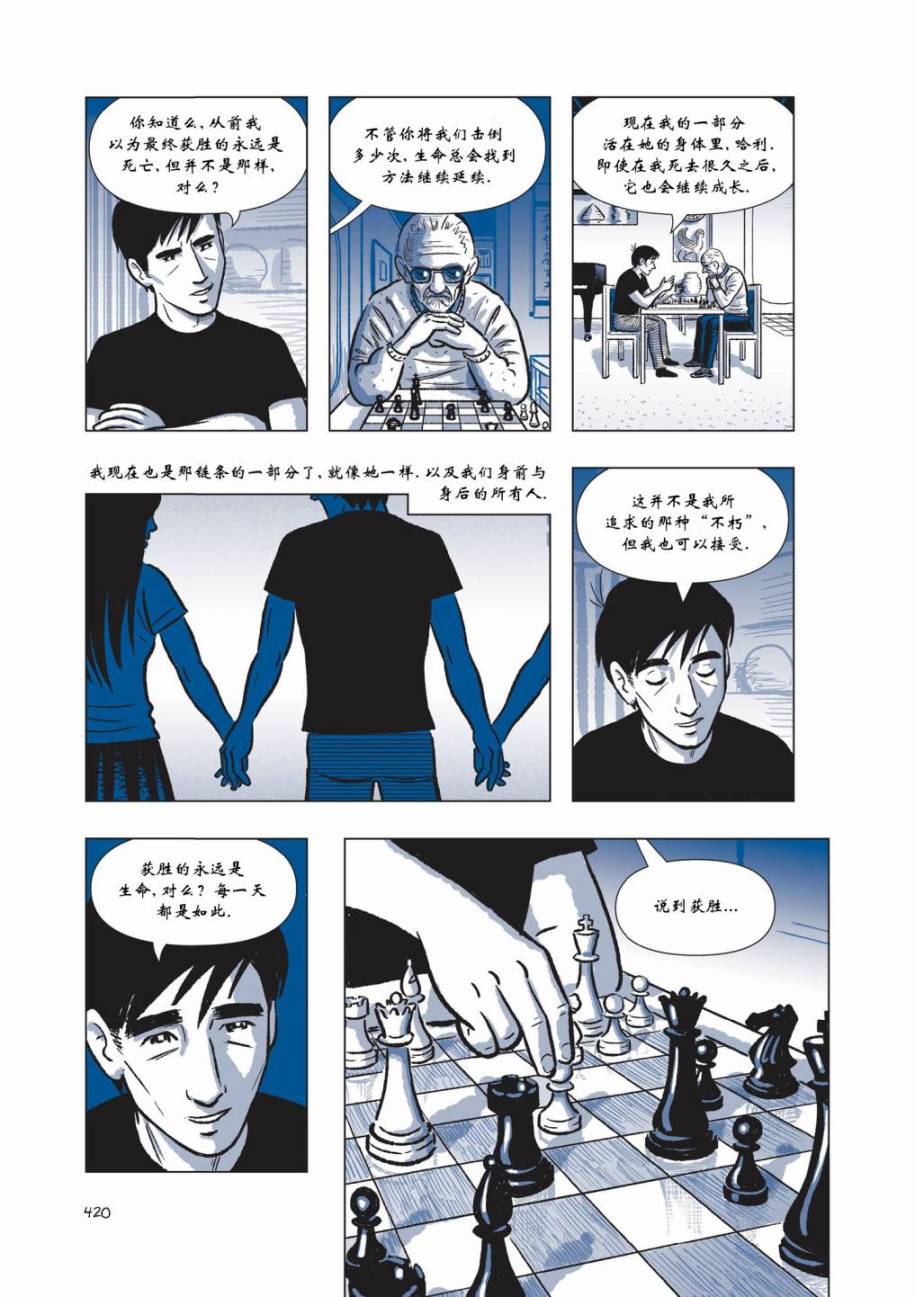 你知道么,从前我
以为最终获胜的永远是
死亡,但并不是那样,
对么?
不管你将我们击倒
多少次,生命总会找到
方法继续延续.
现在我的一部分
活在她的身体里,哈利.
即使在我死去很久之后,
它也会继续成长.
我现在也是那链条的一部分了,就像她一样.以及我们身前与
身后的所有人.
这并不是我所
追求的那种“不朽”,
但我也可以接受.
获胜的永远是
生命,对么?每一天
都是如此.
说到获胜...
420